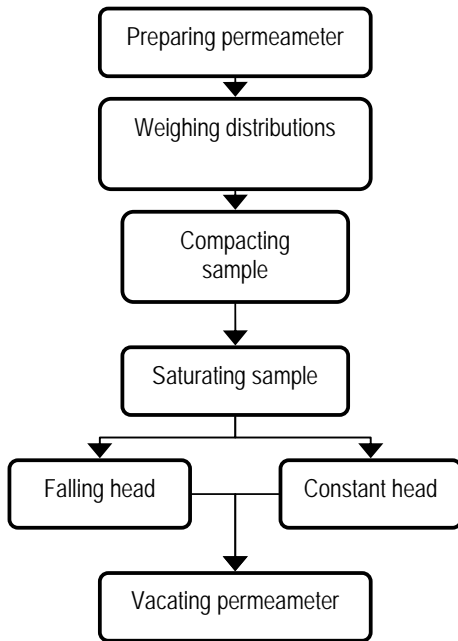 Preparing permeameter
Weighing distributions
Compacting
sample
Saturating sample
Falling head
Constant head
Vacating permeameter